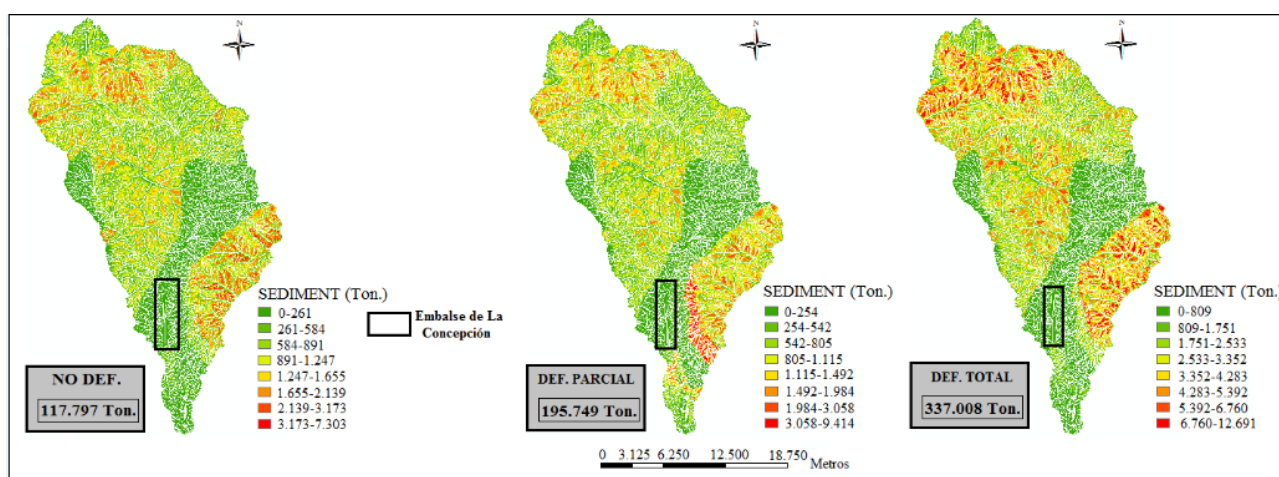 N
SEDIMENT (Ton.)
0-261
261-584
584-891
891-1.247
1.247-1.655
1.655-2.139
2.139-3.173
3.173-7.303
Embalse de La
Concepción
NO DEF.
117.797 Ton.
N
SEDIMENT (Ton.)
0-254
254-542
542-805
805-1.115
1.115-1.492
1.492-1.984
1.984-3.058
3.058-9.414
DEF. PARCIAL
195.749 Ton.
N
SEDIMENT (Ton.)
0-809
809-1.751
1.751-2.533
2.533-3.352
3.352-4.283
4.283-5.392
5.392-6.760
6.760-12.691
DEF. TOTAL
337.008 Ton.
0 3.125 6.250 12.500 18.750
Metros